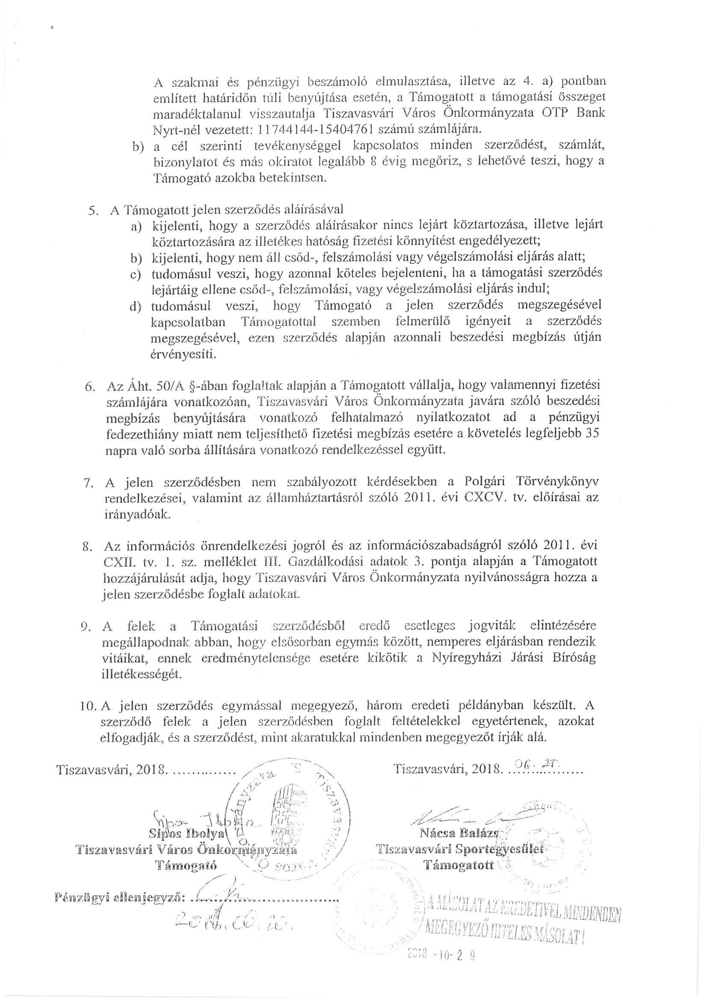 A szakmai és pénzügyi beszámoló elmulasztása, illetve az 4. a) pontban
említett határidőn túli benyújtása esetén, a Támogatott a támogatási összeget
maradéktalanul visszautalja Tiszavasvári Város Önkormányzata OTP Bank
Nyrt-nél vezetett: 11744144-15404761 számú számlájára.
b) a cél szerinti tevékenységgel kapcsolatos minden szerződést, számlát,
bizonylatot és más okiratot legalább 8 évig megőriz, s lehetővé teszi, hogy a
Támogató azokba betekintsen.
5. A Támogatott jelen szerződés aláírásával
a) kijelenti, hogy a szerződés aláírásakor nincs lejárt köztartozása, illetve lejárt
köztartozására az illetékes hatóság fizetési könnyítést engedélyezett;
b) kijelenti, hogy nem áll csőd-, felszámolási vagy végelszámolási eljárás alatt;
c) tudomásul veszi, hogy azonnal köteles bejelenteni, ha a támogatási szerződés
lejártáig ellene csőd-, felszámolási, vagy végelszámolási eljárás indul;
d) tudomásul veszi, hogy Támogató a jelen szerződés megszegésével
kapcsolatban Támogatottal szemben felmerülő igényeit a szerződés
megszegésével, ezen szerződés alapján azonnali beszedési megbízás útján
érvényesíti.
6. Az Áht. 50/A §-ában foglaltak alapján a Támogatott vállalja, hogy valamennyi fizetési
számlájára vonatkozóan, Tiszavasvári Város Önkormányzata javára szóló beszedési
megbízás benyújtására vonatkozó felhatalmazó nyilatkozatot ad a pénzügyi
fedezethiány miatt nem teljesíthető fizetési megbízás esetére a követelés legfeljebb 35
napra való sorba állítására vonatkozó rendelkezéssel együtt.
7. A jelen szerződésben nem szabályozott kérdésekben a Polgári Törvénykönyv
rendelkezései, valamint az államháztartásról szóló 2011. évi CXCV. tv. előírásai az
irányadóak.
8. Az információs önrendelkezési jogról és az információszabadságról szóló 2011. évi
CXII. tv. 1. sz. melléklet III. Gazdálkodási adatok 3. pontja alapján a Támogatott
hozzájárulását adja, hogy Tiszavasvári Város Önkormányzata nyilvánosságra hozza a
jelen szerződésbe foglalt adatokat.
9. A felek a Támogatási szerződésből eredő esetleges jogviták elintézésére
megállapodnak abban, hogy elsősorban egymás között, nemperes eljárásban rendezik
vitáikat, ennek eredménytelensége esetére kikötik a Nyíregyházi Járási Bíróság
illetékességét.
10. A jelen szerződés egymással megegyező, három eredeti példányban készült. A
szerződő felek a jelen szerződésben foglalt feltételekkel egyetértenek, azokat
elfogadják, és a szerződést, mint akaratukkal mindenben megegyezőt írják alá.
Tiszavasvári, 2018. ............... Tiszavasvári, 2018. ..................
Sipos Ibolya Nácsa Balázs
Tiszavasvári Város Önkormányzata Tiszavasvári Sportegyesület
Támogató Támogatott
Pénzügyi ellenjegyző: ....................................
A MÁSOLAT AZ EREDETIVEL MINDENBEN
MEGEGYEZŐ HITELES MÁSOLAT!
2018 -10- 2 9